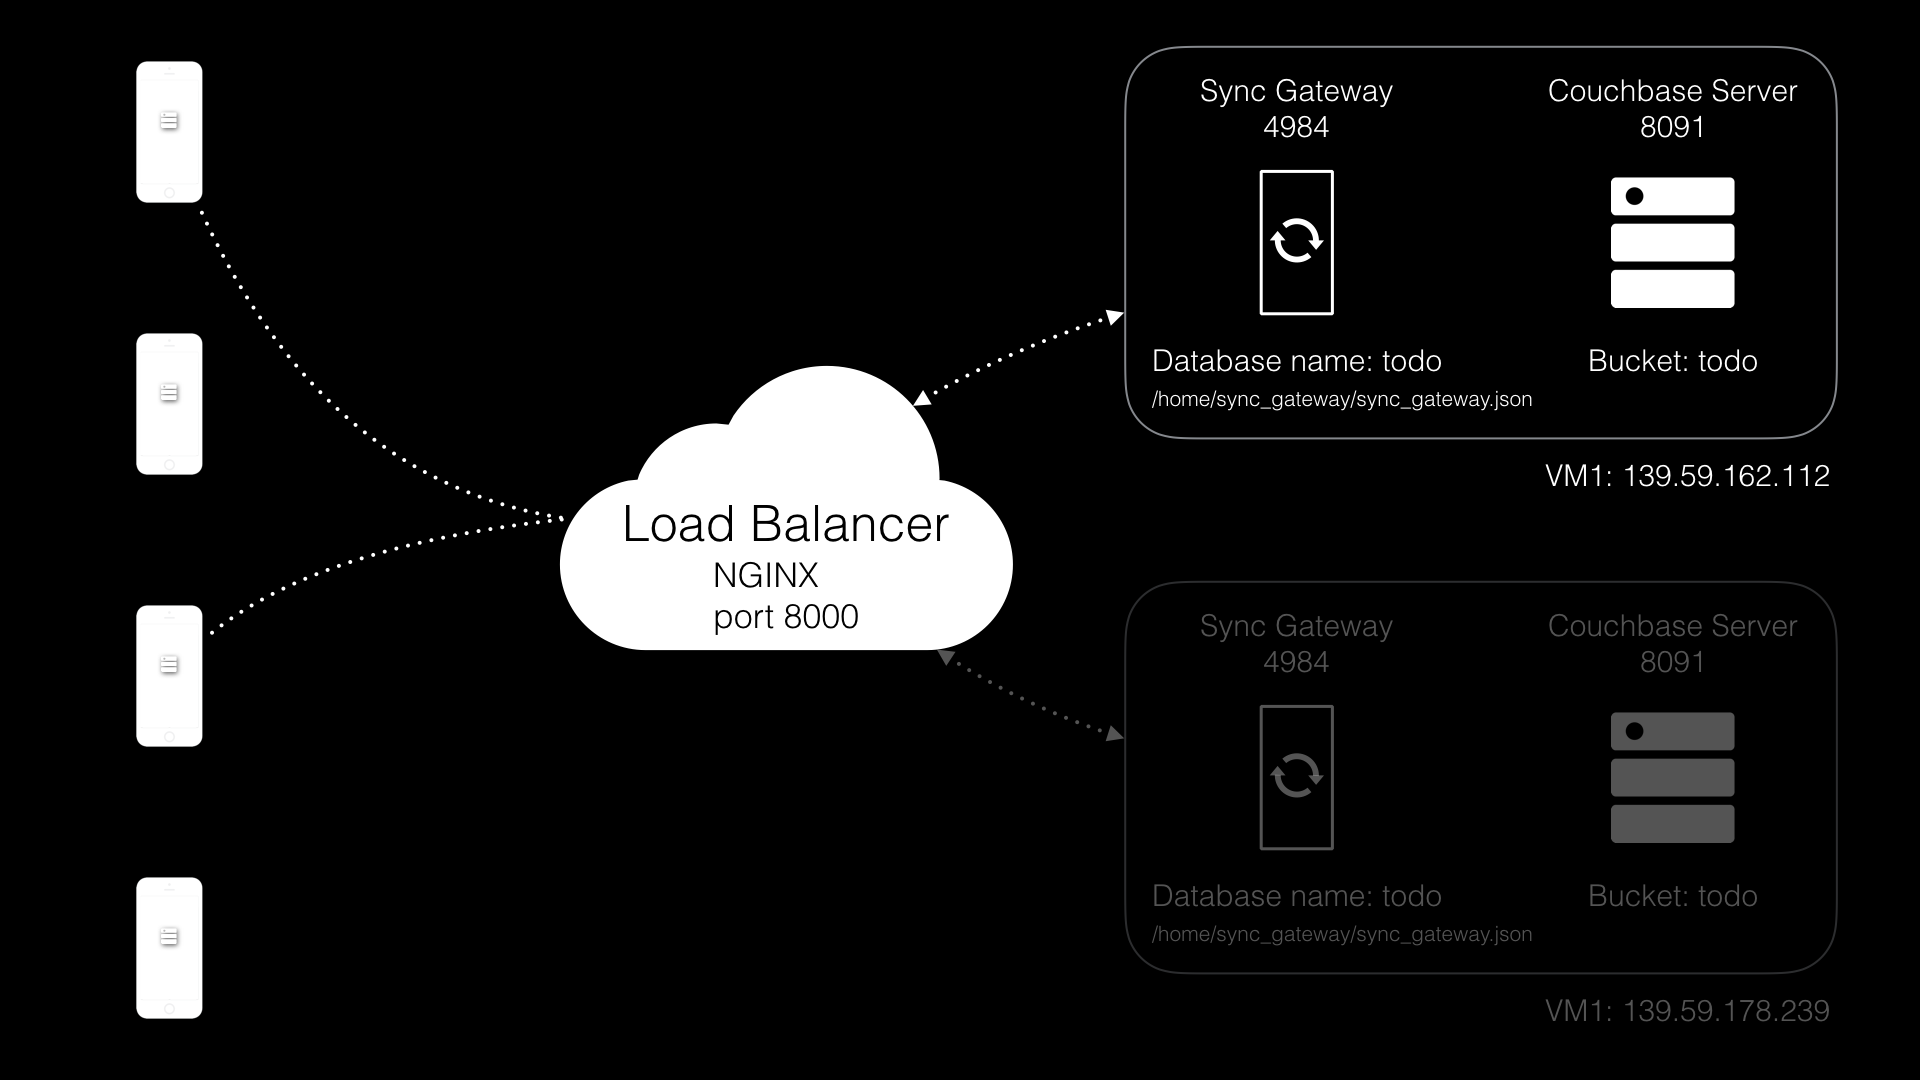 Sync Gateway
4984
Couchbase Server
8091
Database name: todo
/home/sync_gateway/sync_gateway.json
Bucket: todo
VM1: 139.59.162.112
Load Balancer
NGINX
port 8000
Sync Gateway
4984
Couchbase Server
8091
Database name: todo
/home/sync_gateway/sync_gateway.json
Bucket: todo
VM1: 139.59.178.239